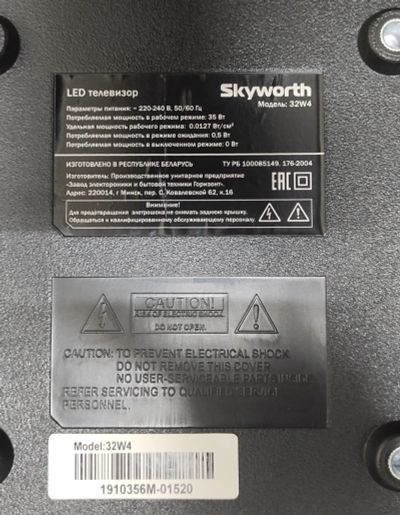 LED телевизор
Skyworth
Модель: 32W4
Параметры питания: ~ 220-240 В, 50/60 Гц
Потребляемая мощность в рабочем режиме: 35 Вт
Удельная мощность рабочего режима: 0.0127 Вт/см²
Потребляемая мощность в режиме ожидания: 0,5 Вт
Потребляемая мощность в выключенном режиме: 0 Вт
ИЗГОТОВЛЕНО В РЕСПУБЛИКЕ БЕЛАРУСЬ
ТУ РБ 100085149. 176-2004
Изготовитель: Производственное унитарное предприятие
«Завод электроники и бытовой техники Горизонт».
Адрес: 220014, г Минск, пер. С. Ковалевской 62, к.16
EAC
Внимание!
Для предотвращения элетрошока не снимать заднюю крышку.
Обращаться к квалифицированному обслуживающему персоналу.
CAUTION!
RISK OF ELECTRIC SHOCK
DO NOT OPEN.
CAUTION: TO PREVENT ELECTRICAL SHOCK
DO NOT REMOVE THIS COVER
NO USER-SERVICEABLE PARTS INSIDE
REFER SERVICING TO QUALIFIED SERVICE
PERSONNEL.
Model:32W4
1910356M-01520